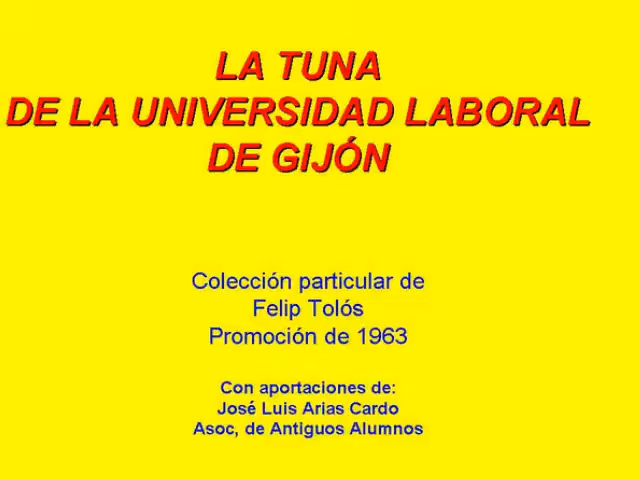 LA TUNA
DE LA UNIVERSIDAD LABORAL
DE GIJÓN
Colección particular de
Felip Tolós
Promoción de 1963
Con aportaciones de:
José Luis Arias Cardo
Asoc, de Antiguos Alumnos